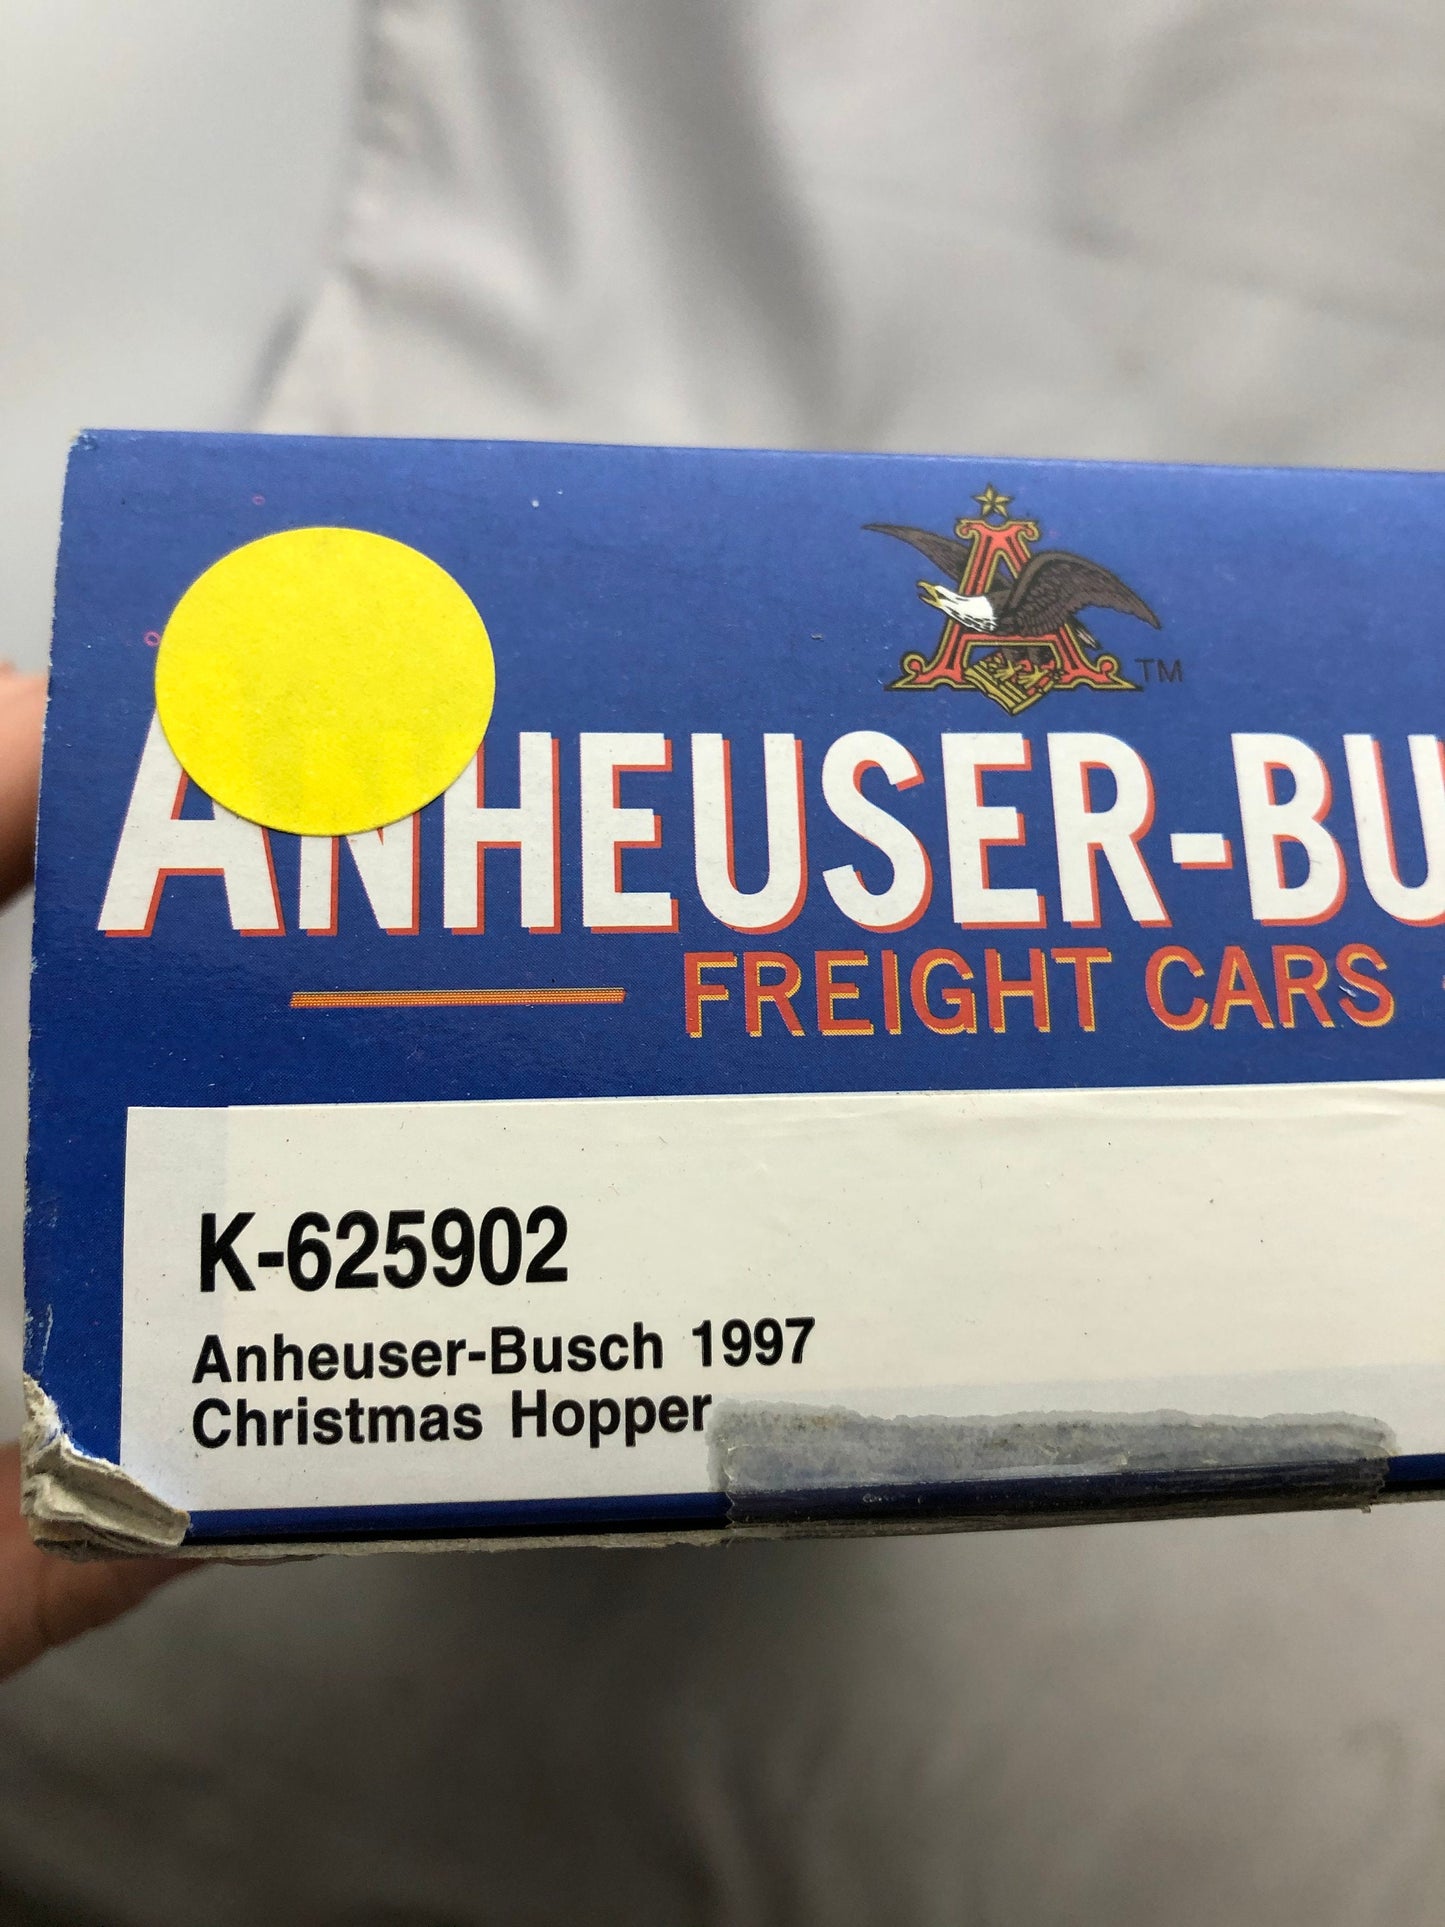 A
TM
ANHEUSER-BU
FREIGHT CARS
K-625902
Anheuser-Busch 1997
Christmas Hopper